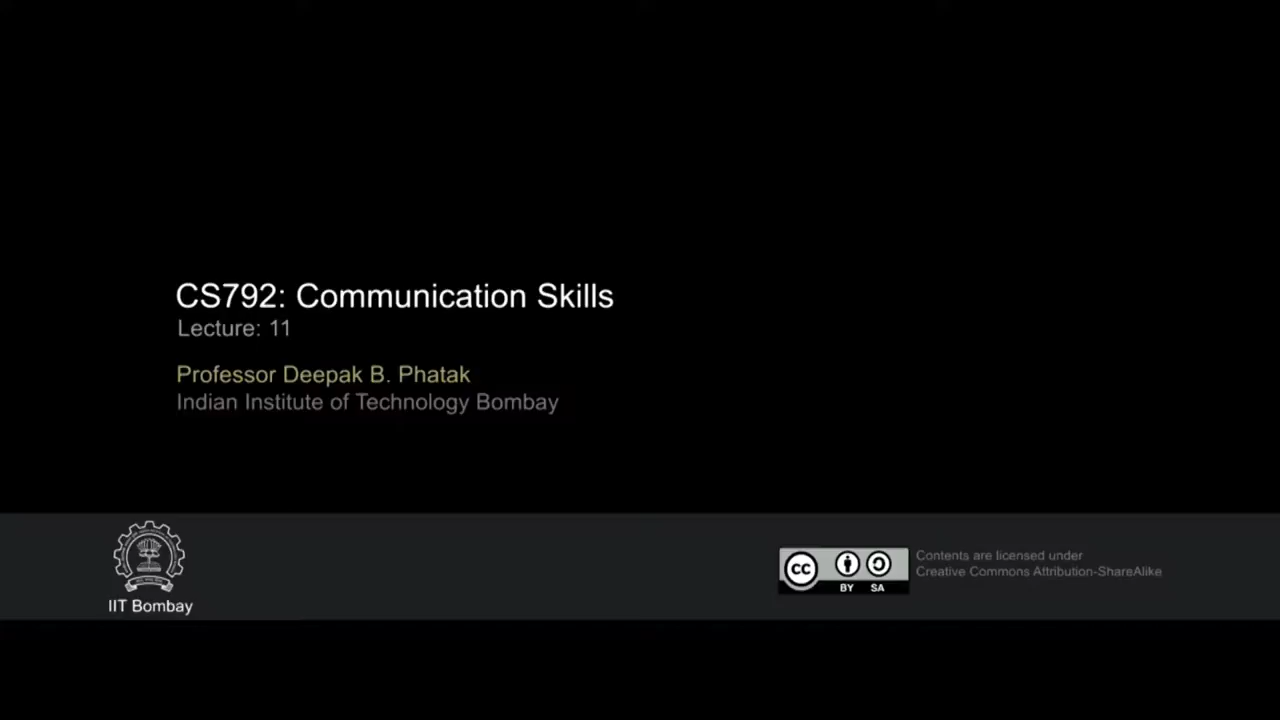 CS792: Communication Skills
Lecture: 11
Professor Deepak B. Phatak
Indian Institute of Technology Bombay
IIT Bombay
cc
BY SA
Contents are licensed under
Creative Commons Attribution-ShareAlike